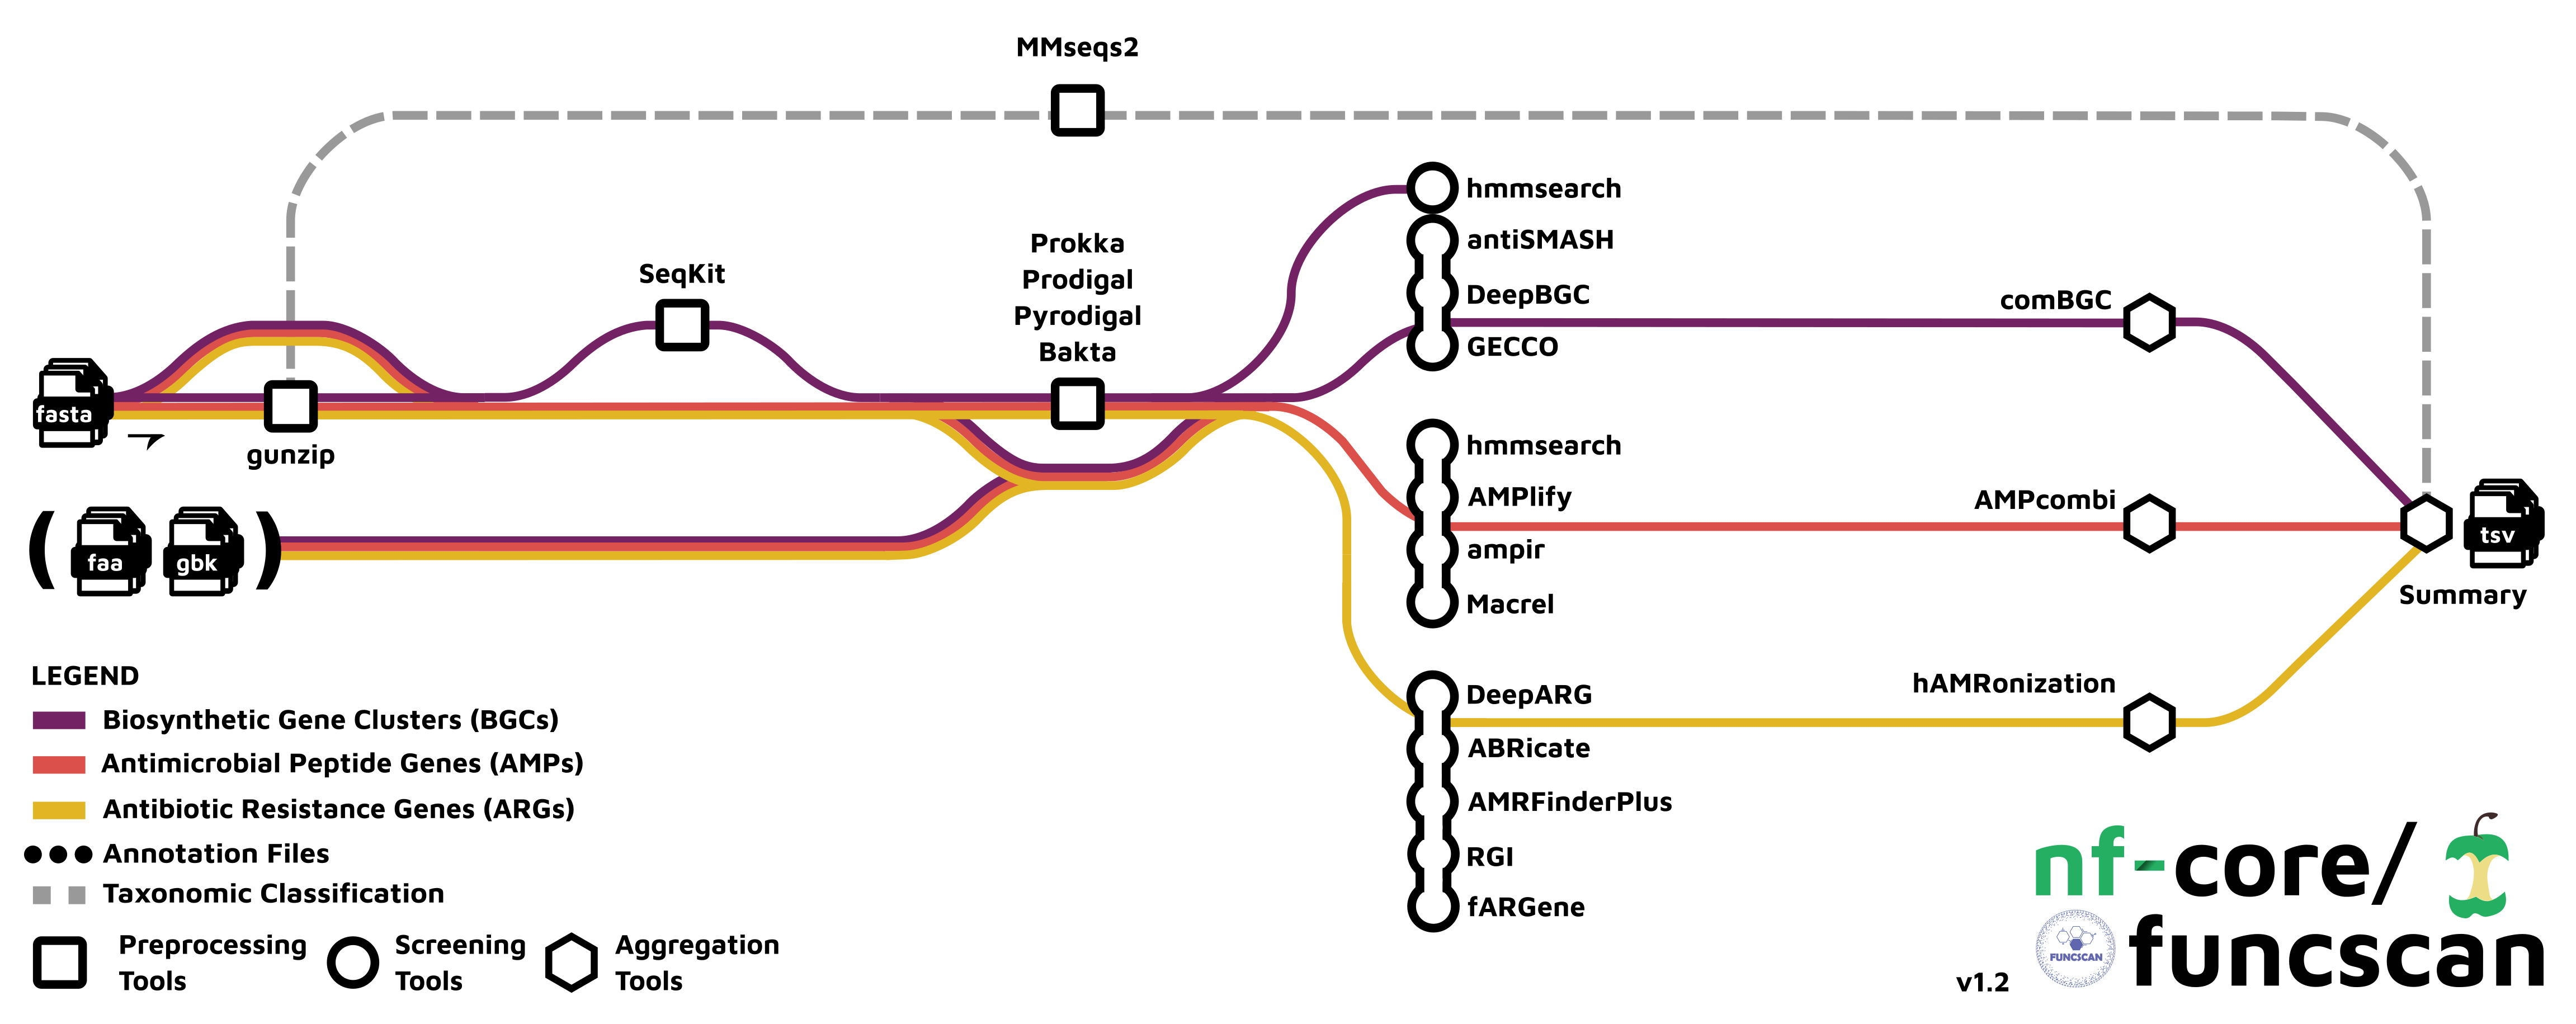 MMseqs2
hmmsearch
antiSMASH
DeepBGC
GECCO
comBGC
Prokka
Prodigal
Pyrodigal
Bakta
SeqKit
fasta
gunzip
( faa gbk )
hmmsearch
AMPlify
ampir
Macrel
AMPcombi
tsv
Summary
DeepARG
ABRicate
AMRFinderPlus
RGI
fARGene
hAMRonization
LEGEND
Biosynthetic Gene Clusters (BGCs)
Antimicrobial Peptide Genes (AMPs)
Antibiotic Resistance Genes (ARGs)
Annotation Files
Taxonomic Classification
Preprocessing
Tools
Screening
Tools
Aggregation
Tools
nf-core/
FUNCSCAN
funcscan
v1.2